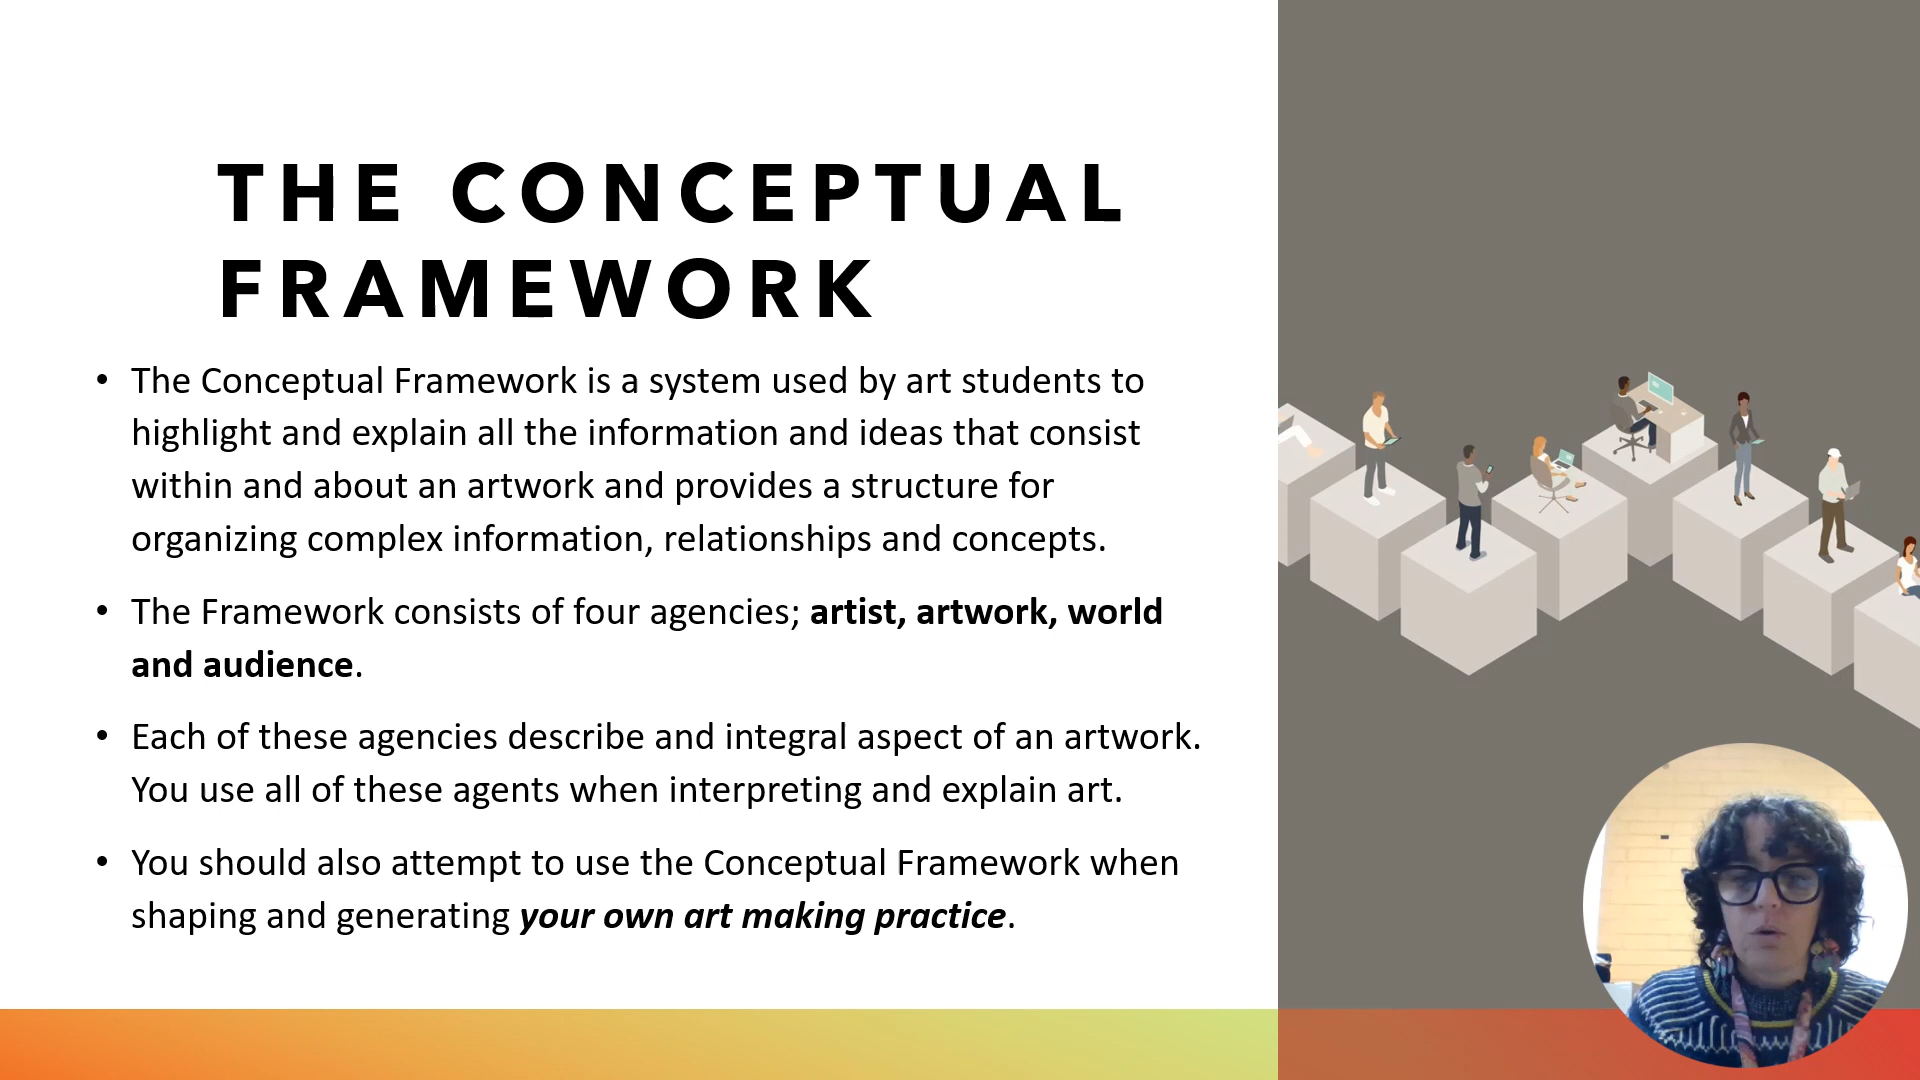 THE CONCEPTUAL
FRAMEWORK
• The Conceptual Framework is a system used by art students to
highlight and explain all the information and ideas that consist
within and about an artwork and provides a structure for
organizing complex information, relationships and concepts.
• The Framework consists of four agencies; artist, artwork, world
and audience.
• Each of these agencies describe and integral aspect of an artwork.
You use all of these agents when interpreting and explain art.
• You should also attempt to use the Conceptual Framework when
shaping and generating your own art making practice.